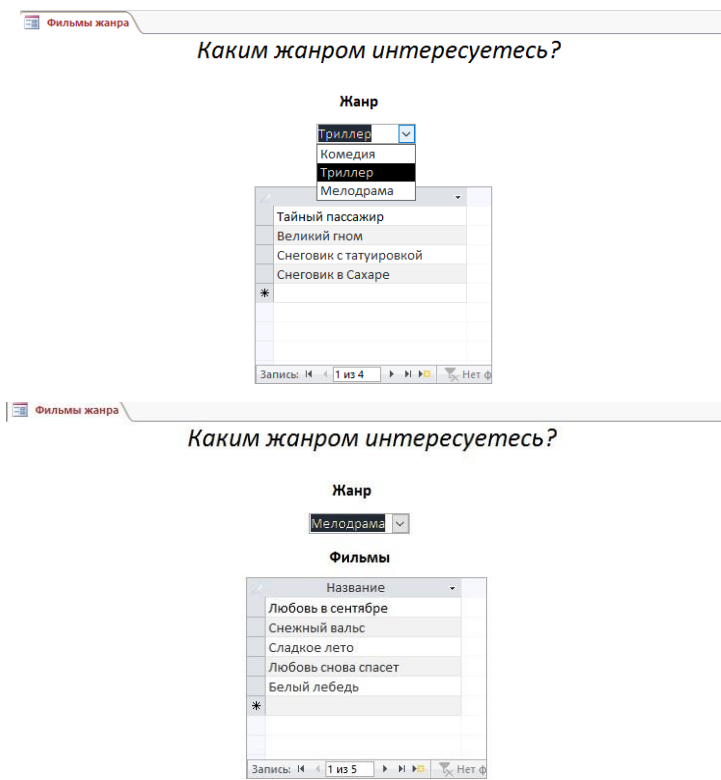 Фильмы жанра
Каким жанром интересуетесь?
Жанр
Триллер
Комедия
Триллер
Мелодрама
Тайный пассажир
Великий гном
Снеговик с татуировкой
Снеговик в Сахаре
Запись: 1 из 4 Нет ф
Фильмы жанра
Каким жанром интересуетесь?
Жанр
Мелодрама
Фильмы
Название
Любовь в сентябре
Снежный вальс
Сладкое лето
Любовь снова спасет
Белый лебедь
Запись: 1 из 5 Нет ф